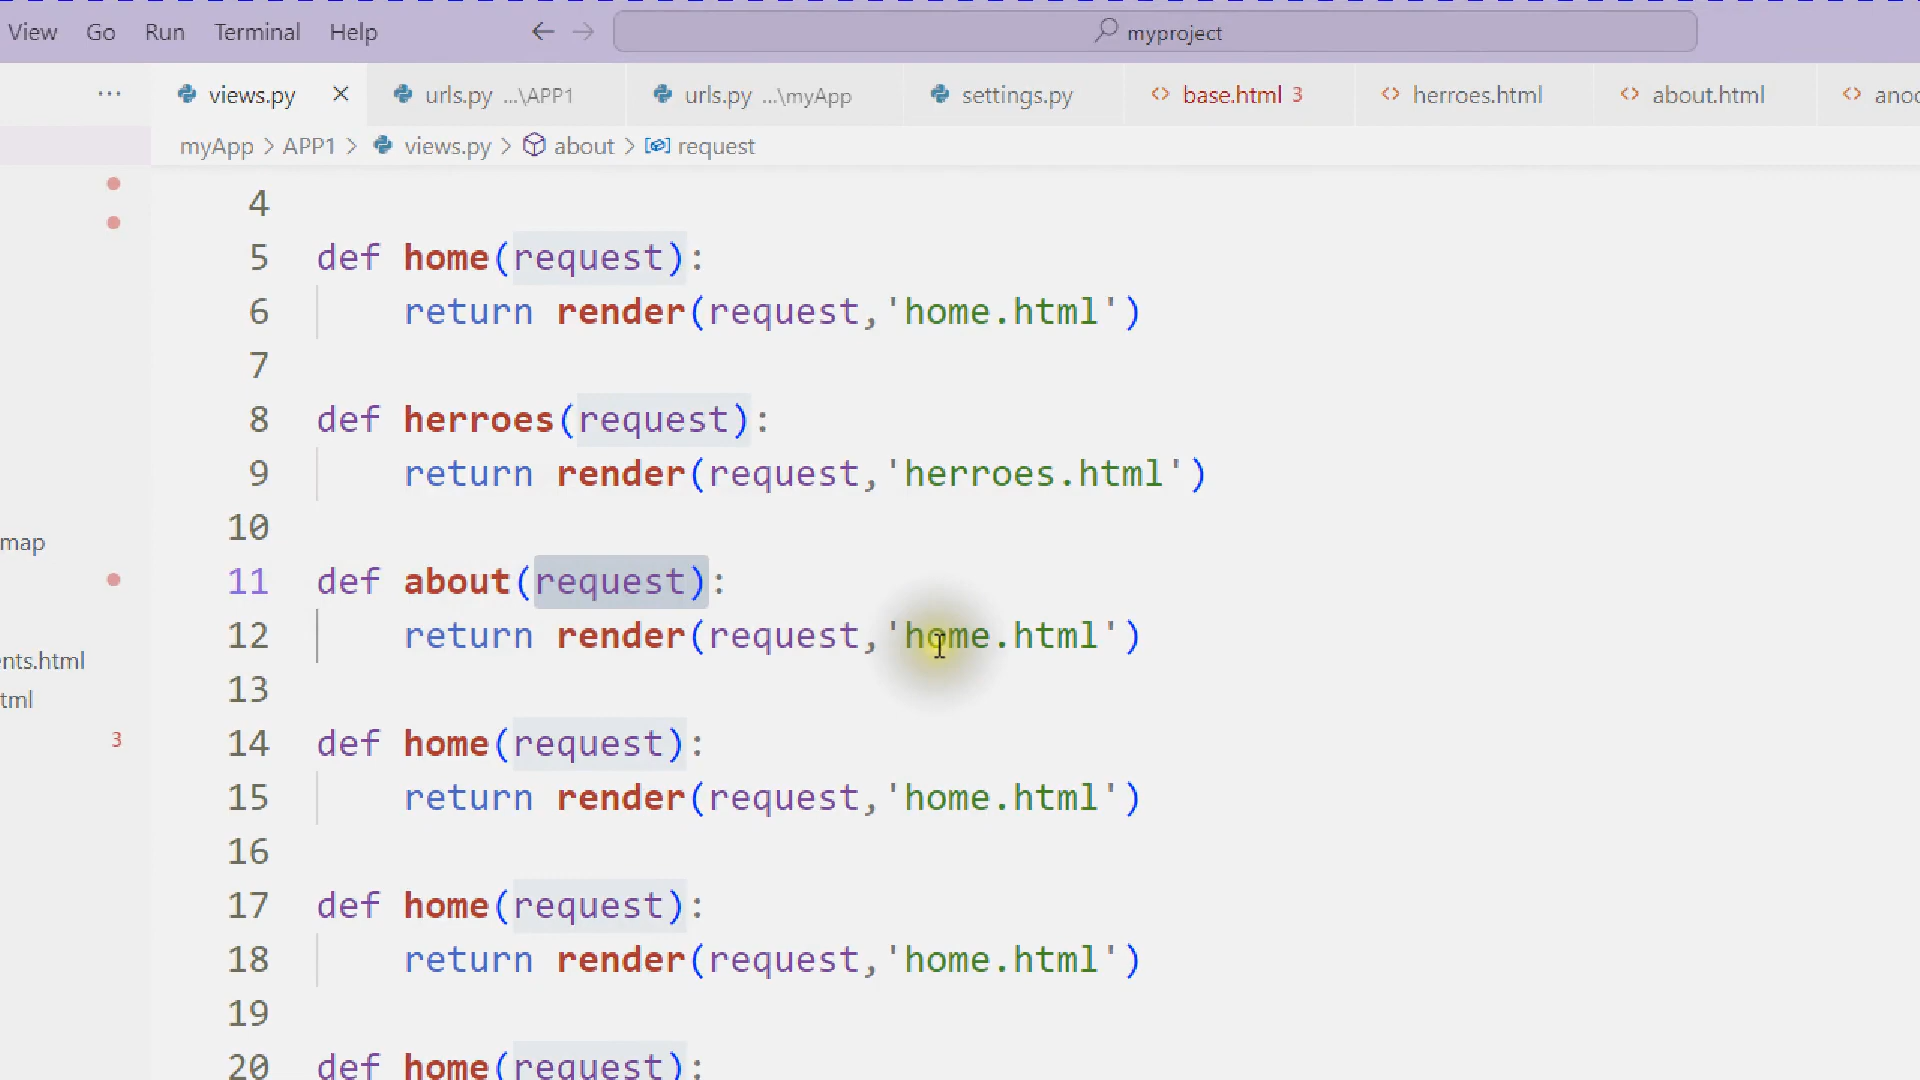 View Go Run Terminal Help myproject
views.py urls.py ...\APP1 urls.py ...\myApp settings.py base.html 3 herroes.html about.html
myApp > APP1 > views.py > about > request
4
5 def home(request):
6 return render(request,'home.html')
7
8 def herroes(request):
9 return render(request,'herroes.html')
10
map
11 def about(request):
12 return render(request,'home.html')
nts.html
13
tml
3
14 def home(request):
15 return render(request,'home.html')
16
17 def home(request):
18 return render(request,'home.html')
19
20 def home(request):